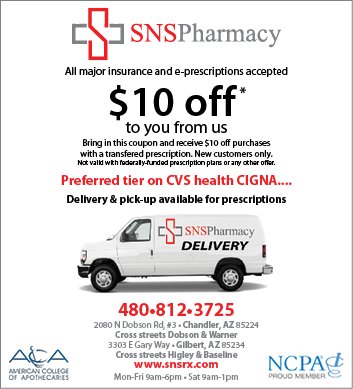 SNSPharmacy
All major insurance and e-prescriptions accepted
$10 off*
to you from us
Bring in this coupon and receive $10 off purchases
with a transfered prescription. New customers only.
Not valid with federally-funded prescription plans or any other offer.
Preferred tier on CVS health CIGNA....
Delivery & pick-up available for prescriptions
SNSPharmacy
DELIVERY
480•812•3725
2080 N Dobson Rd, #3 • Chandler, AZ 85224
Cross streets Dobson & Warner
3303 E Gary Way • Gilbert, AZ 85234
Cross streets Higley & Baseline
www.snsrx.com
Mon-Fri 9am-6pm • Sat 9am-1pm
ACA
AMERICAN COLLEGE
OF APOTHECARIES
NCPA
PROUD MEMBER